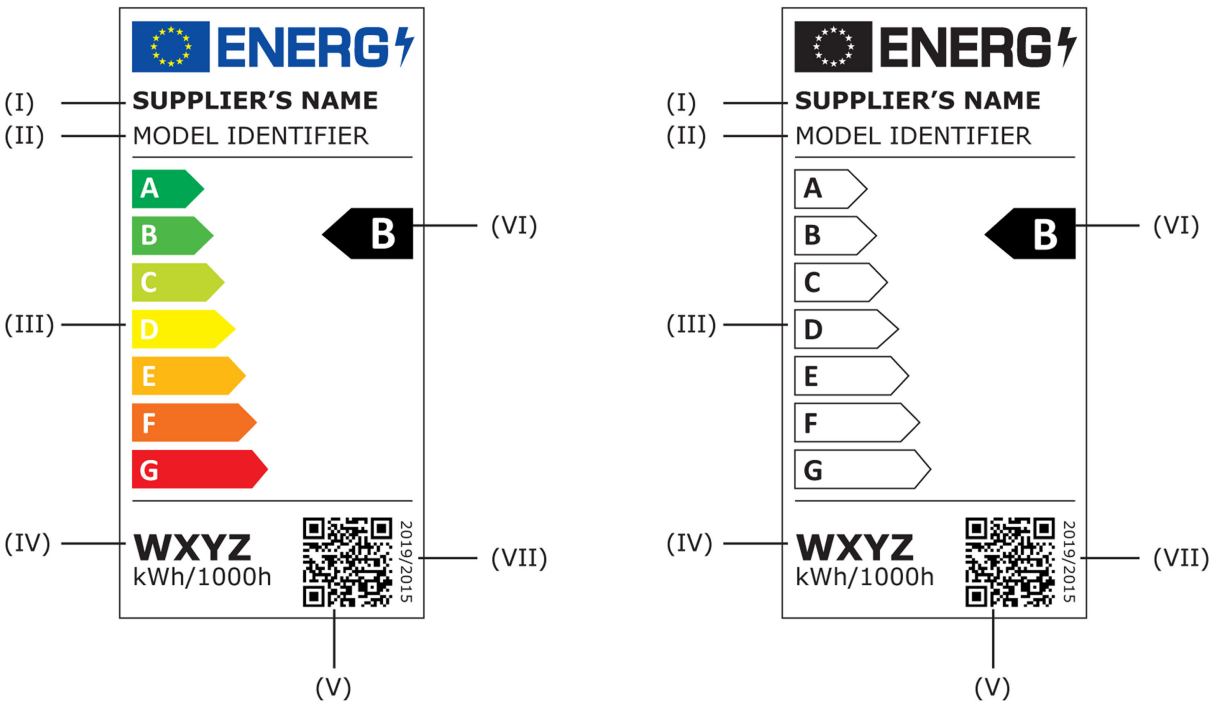 ENERG
(I) SUPPLIER'S NAME
(II) MODEL IDENTIFIER
A
B
B (VI)
C
(III) D
E
F
G
(IV) WXYZ
kWh/1000h
2019/2015 (VII)
(V)
ENERG
(I) SUPPLIER'S NAME
(II) MODEL IDENTIFIER
A
B
B (VI)
C
(III) D
E
F
G
(IV) WXYZ
kWh/1000h
2019/2015 (VII)
(V)